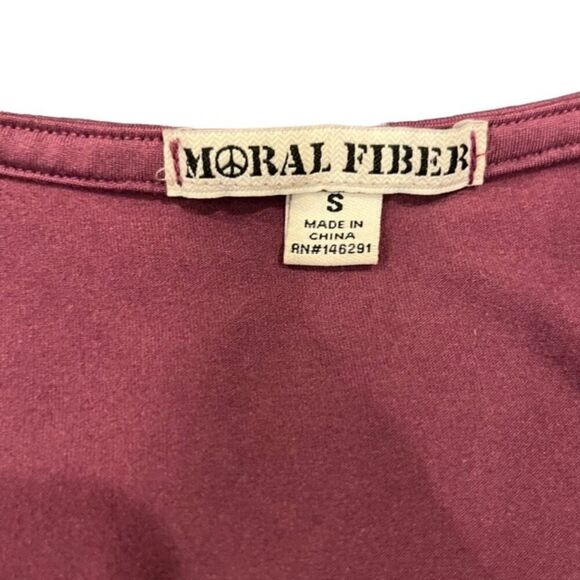 MORAL FIBER
S
MADE IN
CHINA
RN#146291